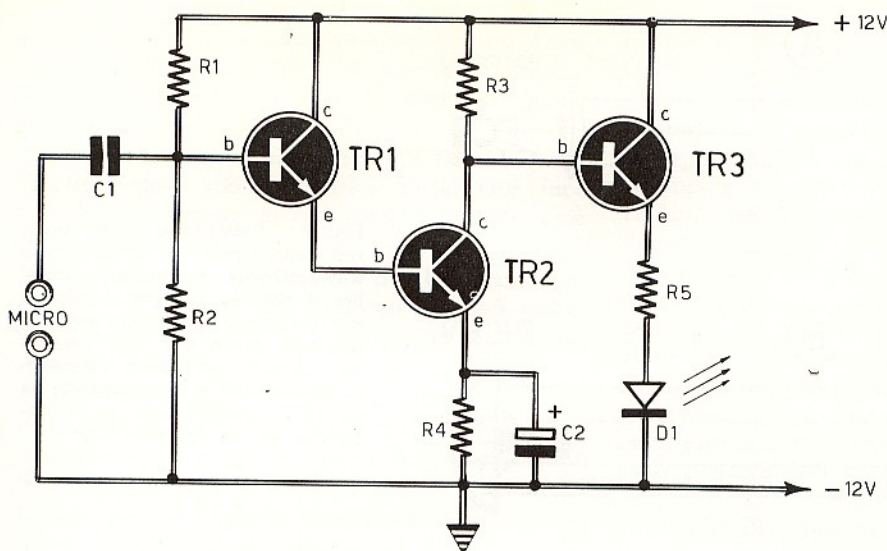 + 12V
R1
R3
c
c
b
TR1
b
TR3
C1
e
c
e
b
TR2
R5
MICRO
R2
e
e
+
R4
C2
D1
- 12V